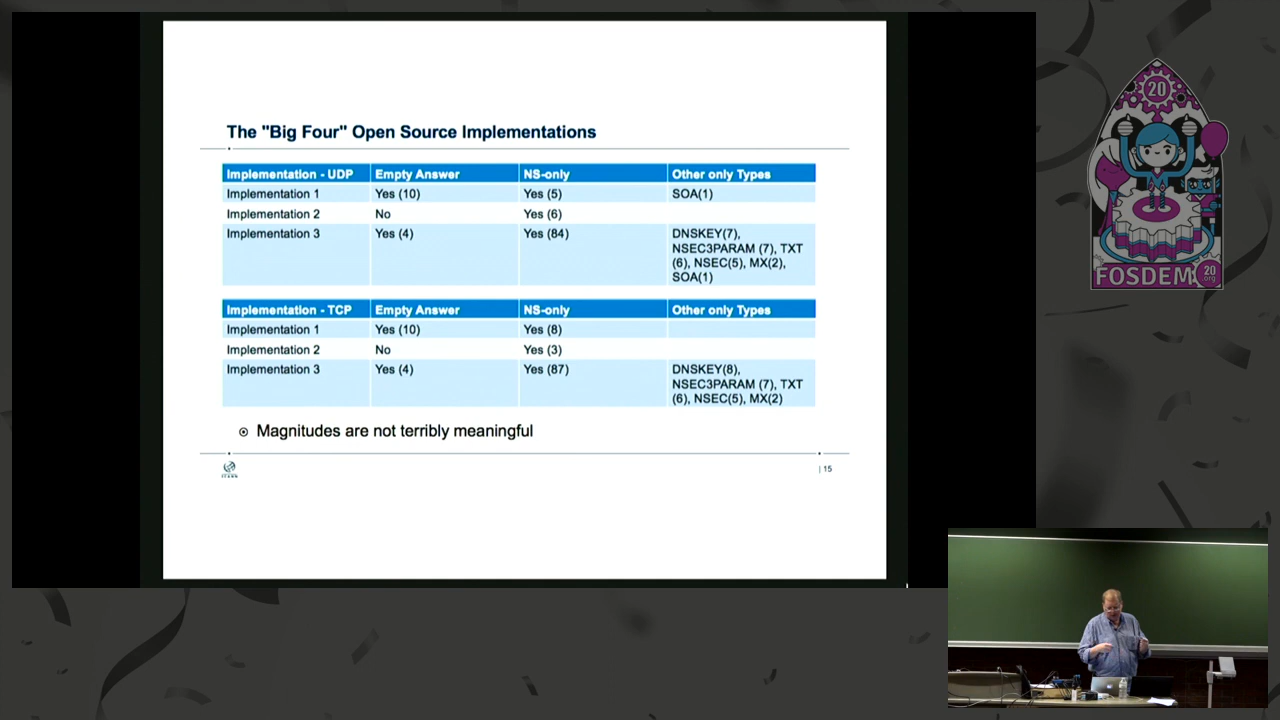 The "Big Four" Open Source Implementations
Implementation - UDP Empty Answer NS-only Other only Types
Implementation 1 Yes (10) Yes (5) SOA(1)
Implementation 2 No Yes (6)
Implementation 3 Yes (4) Yes (84) DNSKEY(7),
NSEC3PARAM (7), TXT
(6), NSEC(5), MX(2),
SOA(1)
Implementation - TCP Empty Answer NS-only Other only Types
Implementation 1 Yes (10) Yes (8)
Implementation 2 No Yes (3)
Implementation 3 Yes (4) Yes (87) DNSKEY(8),
NSEC3PARAM (7), TXT
(6), NSEC(5), MX(2)
Magnitudes are not terribly meaningful
ICANN
| 15
20
FOSDEM 20
.org